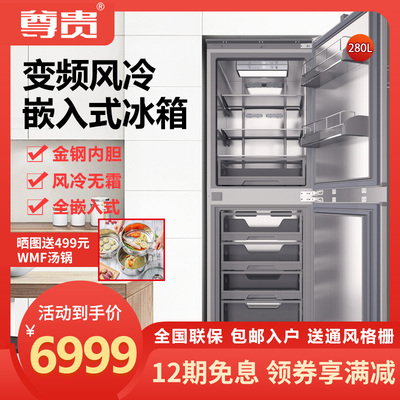 尊贵®
280L
变频风冷
嵌入式冰箱
金钢内胆
风冷无霜
全嵌入式
晒图送499元
WMF汤锅
活动到手价
¥6999
全国联保 包邮入户 送通风格栅
12期免息 领券享满减